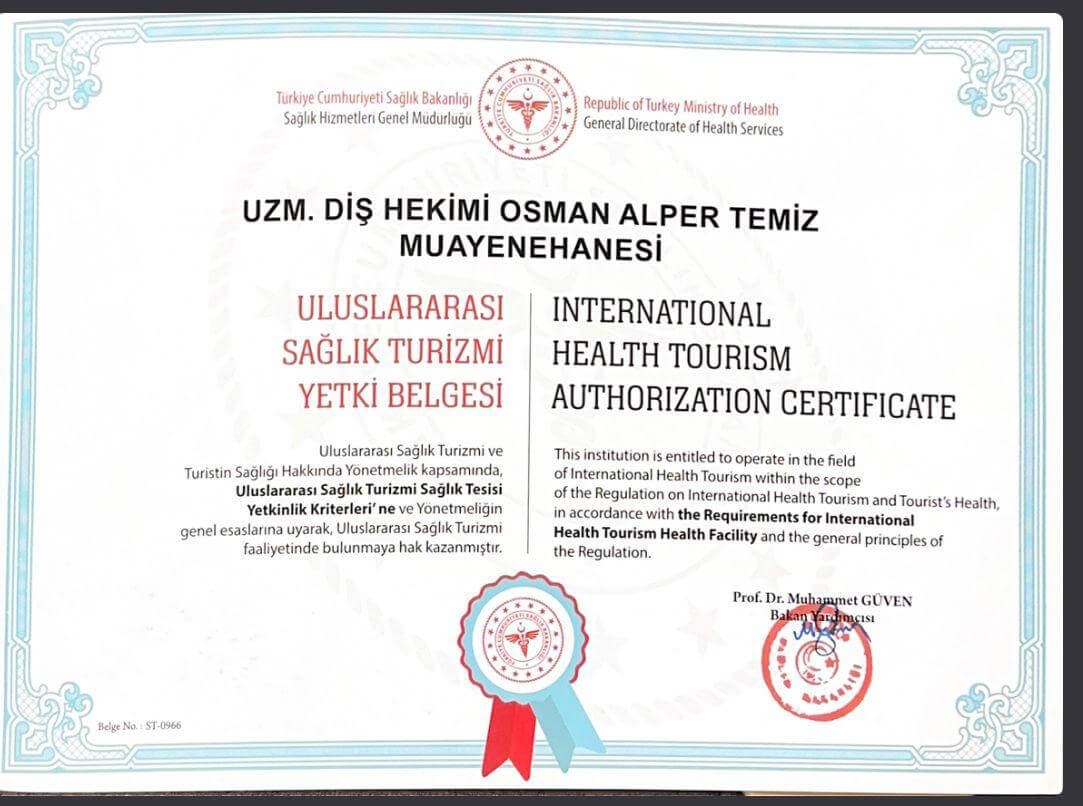 Türkiye Cumhuriyeti Sağlık Bakanlığı
Sağlık Hizmetleri Genel Müdürlüğü
Republic of Turkey Ministry of Health
General Directorate of Health Services
UZM. DİŞ HEKİMİ OSMAN ALPER TEMİZ
MUAYENEHANESİ
ULUSLARARASI
SAĞLIK TURİZMİ
YETKİ BELGESİ
Uluslararası Sağlık Turizmi ve
Turistin Sağlığı Hakkında Yönetmelik kapsamında,
Uluslararası Sağlık Turizmi Sağlık Tesisi
Yetkinlik Kriterleri' ne ve Yönetmeliğin
genel esaslarına uyarak, Uluslararası Sağlık Turizmi
faaliyetinde bulunmaya hak kazanmıştır.
INTERNATIONAL
HEALTH TOURISM
AUTHORIZATION CERTIFICATE
This institution is entitled to operate in the field
of International Health Tourism within the scope
of the Regulation on International Health Tourism and Tourist's Health,
in accordance with the Requirements for International
Health Tourism Health Facility and the general principles of
the Regulation.
Prof. Dr. Muhammet GÜVEN
Bakan Yardımcısı
Belge No. : ST-0966